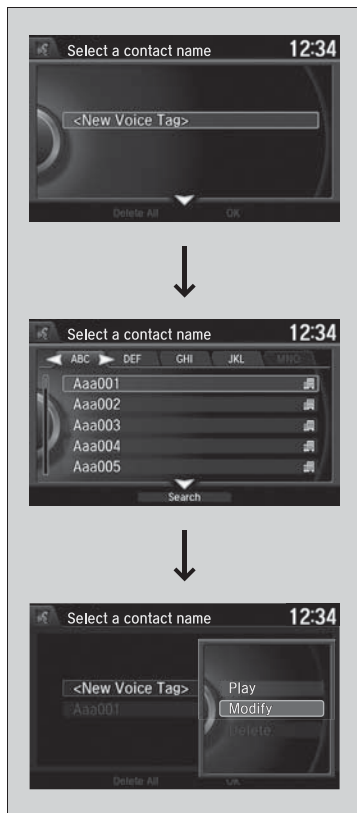 Select a contact name 12:34
<New Voice Tag>
Delete All OK
Select a contact name 12:34
ABC DEF GHI JKL MNO
Aaa001
Aaa002
Aaa003
Aaa004
Aaa005
Search
Select a contact name 12:34
<New Voice Tag>
Aaa001
Play
Modify
Delete
Delete All OK